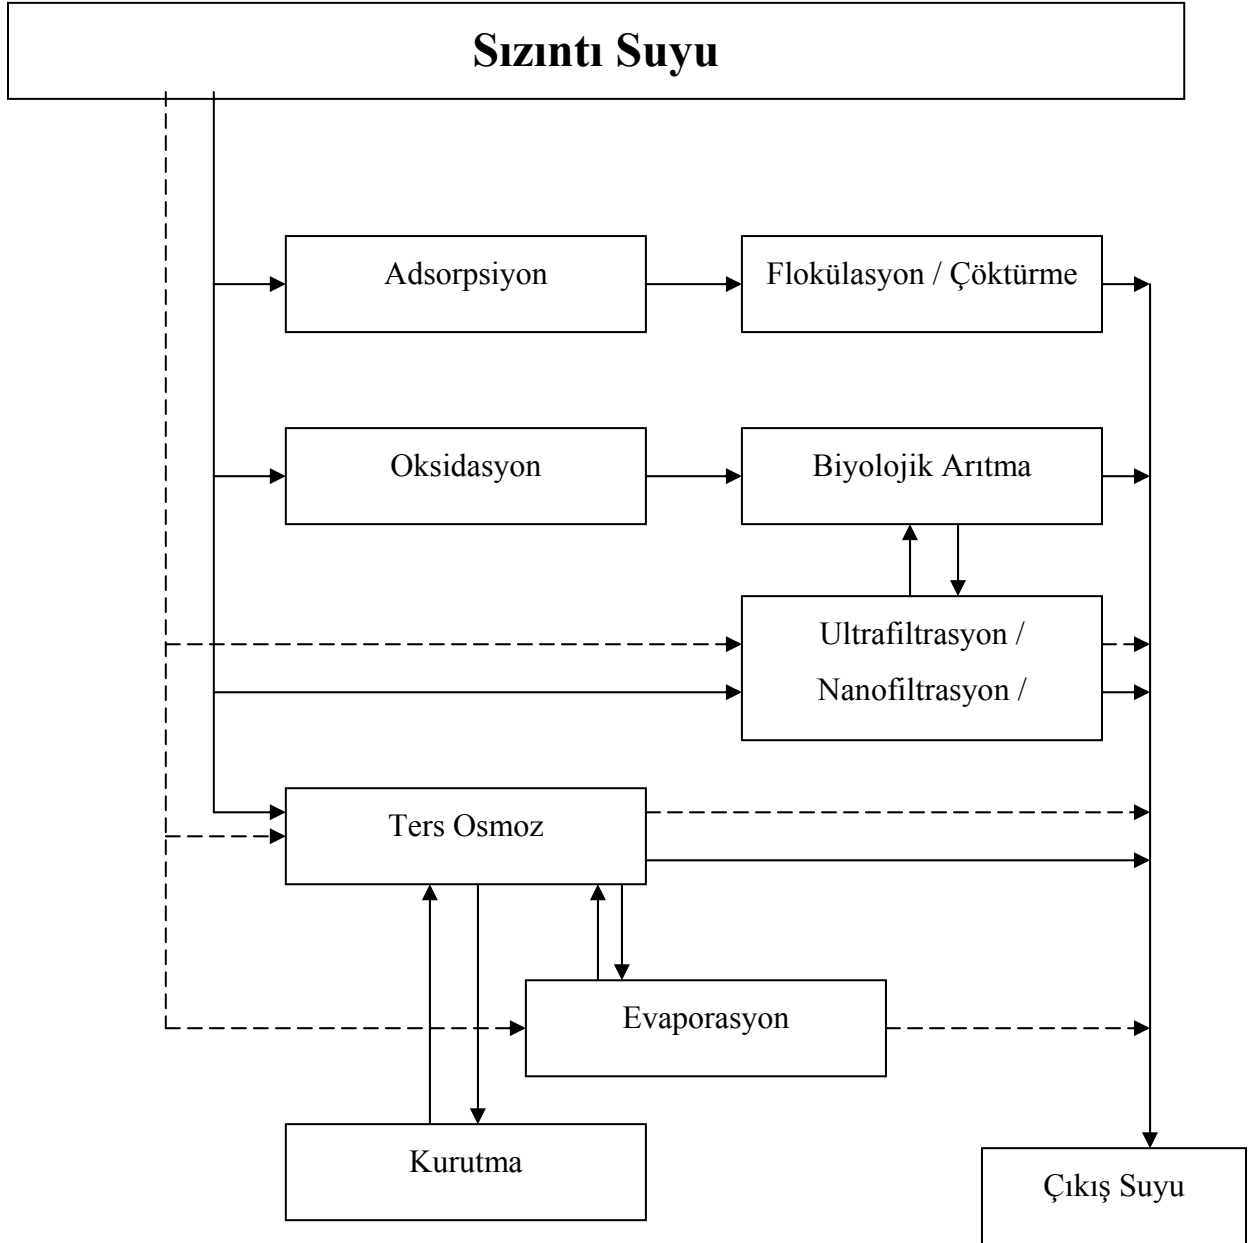 Sızıntı Suyu
Adsorpsiyon
Flokülasyon / Çöktürme
Oksidasyon
Biyolojik Arıtma
Ultrafiltrasyon /
Nanofiltrasyon /
Ters Osmoz
Evaporasyon
Kurutma
Çıkış Suyu